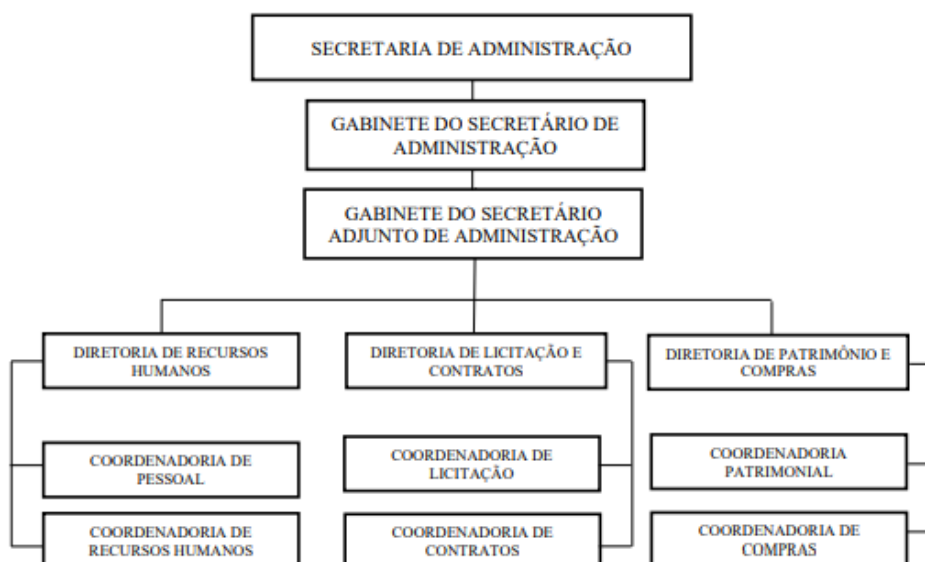 SECRETARIA DE ADMINISTRAÇÃO
GABINETE DO SECRETÁRIO DE
ADMINISTRAÇÃO
GABINETE DO SECRETÁRIO
ADJUNTO DE ADMINISTRAÇÃO
DIRETORIA DE RECURSOS
HUMANOS
DIRETORIA DE LICITAÇÃO E
CONTRATOS
DIRETORIA DE PATRIMÔNIO E
COMPRAS
COORDENADORIA DE
PESSOAL
COORDENADORIA DE
LICITAÇÃO
COORDENADORIA
PATRIMONIAL
COORDENADORIA DE
RECURSOS HUMANOS
COORDENADORIA DE
CONTRATOS
COORDENADORIA DE
COMPRAS